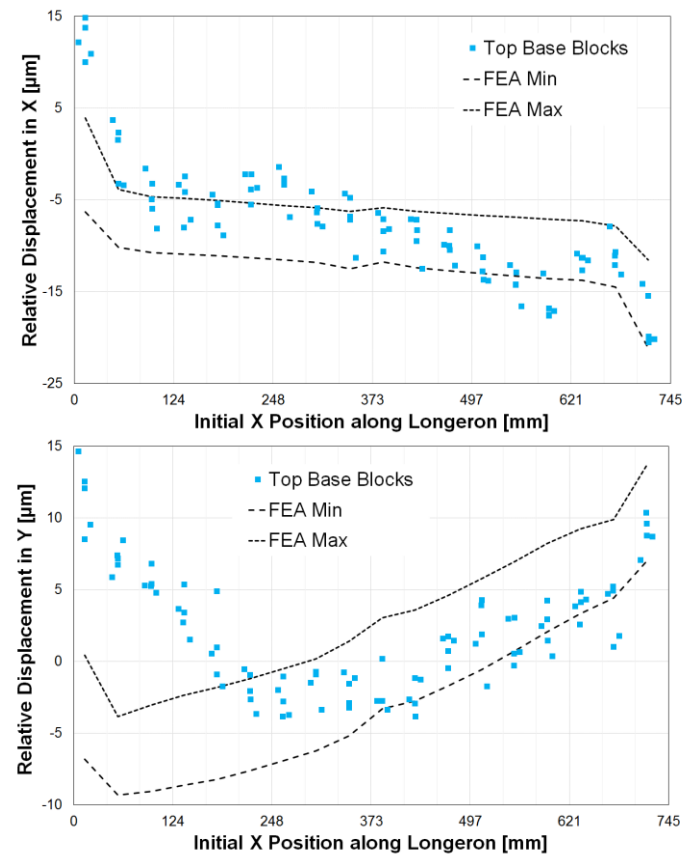 Relative Displacement in X [µm]
15
5
-5
-15
-25
Top Base Blocks
FEA Min
FEA Max
0 124 248 373 497 621 745
Initial X Position along Longeron [mm]
Relative Displacement in Y [µm]
15
10
5
0
-5
-10
Top Base Blocks
FEA Min
FEA Max
0 124 248 373 497 621 745
Initial X Position along Longeron [mm]